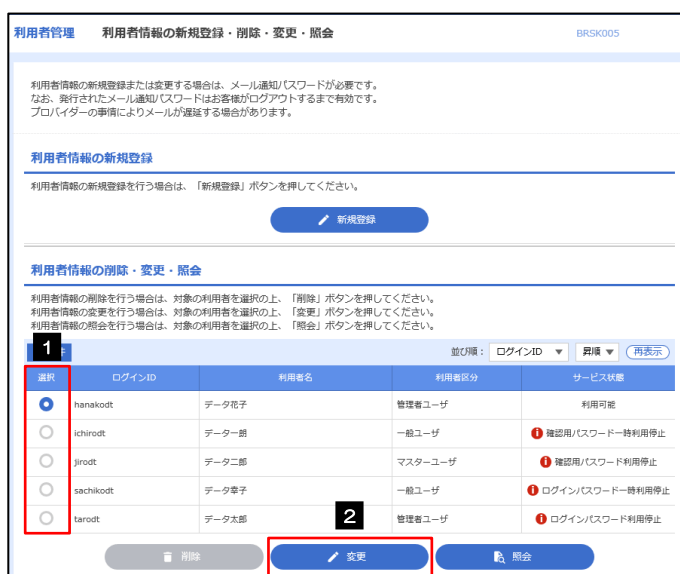 利用者管理 利用者情報の新規登録・削除・変更・照会 BRSK005
利用者情報の新規登録または変更する場合は、メール通知パスワードが必要です。
なお、発行されたメール通知パスワードはお客様がログアウトするまで有効です。
プロバイダーの事情によりメールが遅延する場合があります。
利用者情報の新規登録
利用者情報の新規登録を行う場合は、「新規登録」ボタンを押してください。
新規登録
利用者情報の削除・変更・照会
利用者情報の削除を行う場合は、対象の利用者を選択の上、「削除」ボタンを押してください。
利用者情報の変更を行う場合は、対象の利用者を選択の上、「変更」ボタンを押してください。
利用者情報の照会を行う場合は、対象の利用者を選択の上、「照会」ボタンを押してください。
1 並び順： ログインID 昇順 再表示
選択 ログインID 利用者名 利用者区分 サービス状態
hanakodt データ花子 管理者ユーザ 利用可能
ichirodt データ一朗 一般ユーザ 確認用パスワード一時利用停止
jirodt データ二郎 マスターユーザ 確認用パスワード利用停止
sachikodt データ幸子 一般ユーザ ログインパスワード一時利用停止
tarodt データ太郎 管理者ユーザ ログインパスワード利用停止
2
削除 変更 照会